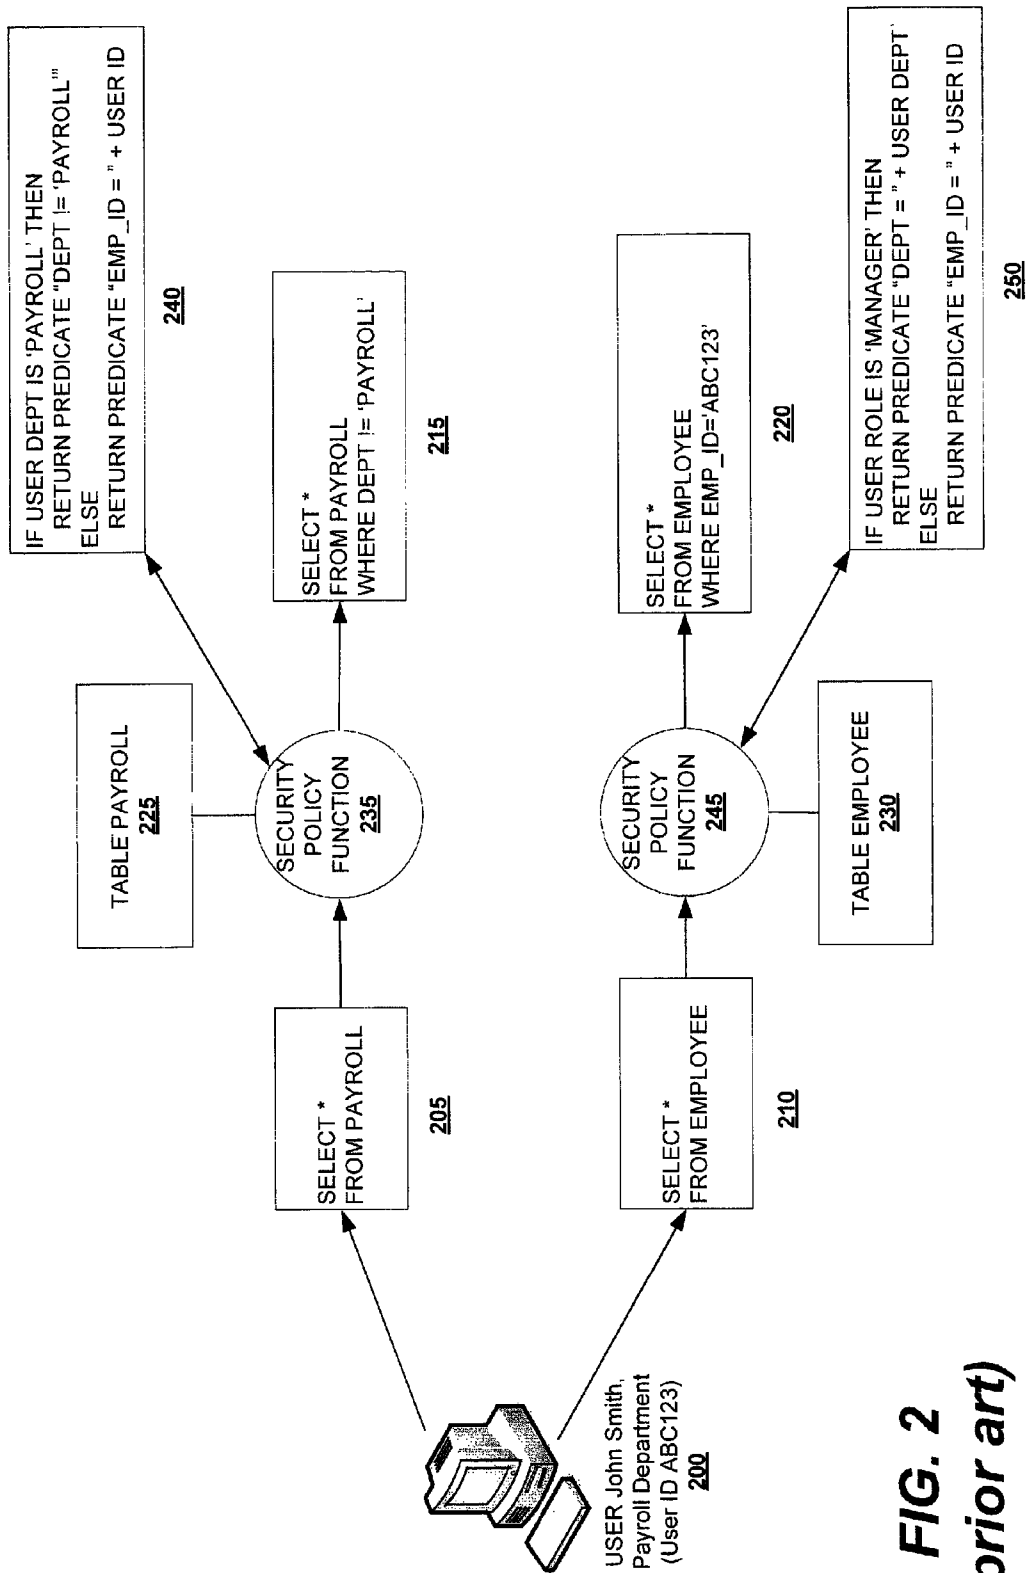 IF USER DEPT IS 'PAYROLL' THEN
RETURN PREDICATE "DEPT != 'PAYROLL'"
ELSE
RETURN PREDICATE "EMP_ID = " + USER ID
240
TABLE PAYROLL
225
SELECT *
FROM PAYROLL
205
SECURITY
POLICY
FUNCTION
235
SELECT *
FROM PAYROLL
WHERE DEPT != 'PAYROLL'
215
USER John Smith,
Payroll Department
(User ID ABC123)
200
SELECT *
FROM EMPLOYEE
210
SECURITY
POLICY
FUNCTION
245
SELECT *
FROM EMPLOYEE
WHERE EMP_ID='ABC123'
220
TABLE EMPLOYEE
230
IF USER ROLE IS 'MANAGER' THEN
RETURN PREDICATE "DEPT = " + USER DEPT'
ELSE
RETURN PREDICATE "EMP_ID = " + USER ID
250
FIG. 2
prior art)